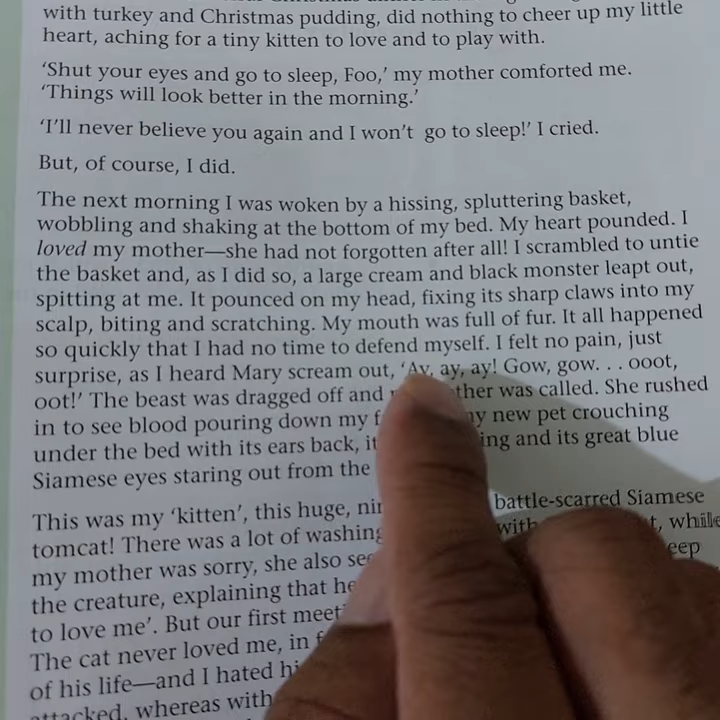 with turkey and Christmas pudding, did nothing to cheer up my little
heart, aching for a tiny kitten to love and to play with.
‘Shut your eyes and go to sleep, Foo,’ my mother comforted me.
‘Things will look better in the morning.’
‘I’ll never believe you again and I won’t go to sleep!’ I cried.
But, of course, I did.
The next morning I was woken by a hissing, spluttering basket,
wobbling and shaking at the bottom of my bed. My heart pounded. I
loved my mother—she had not forgotten after all! I scrambled to untie
the basket and, as I did so, a large cream and black monster leapt out,
spitting at me. It pounced on my head, fixing its sharp claws into my
scalp, biting and scratching. My mouth was full of fur. It all happened
so quickly that I had no time to defend myself. I felt no pain, just
surprise, as I heard Mary scream out, ‘Ay, ay, ay! Gow, gow. . . ooot,
oot!’ The beast was dragged off and was called. She rushed
in to see blood pouring down my new pet crouching
under the bed with its ears back, and its great blue
Siamese eyes staring out from the
This was my ‘kitten’, this huge, battle-scarred Siamese
tomcat! There was a lot of with while
my mother was sorry, she also
the creature, explaining that
to love me’. But our first
The cat never loved me, in
of his life—and I hated
attacked, whereas with